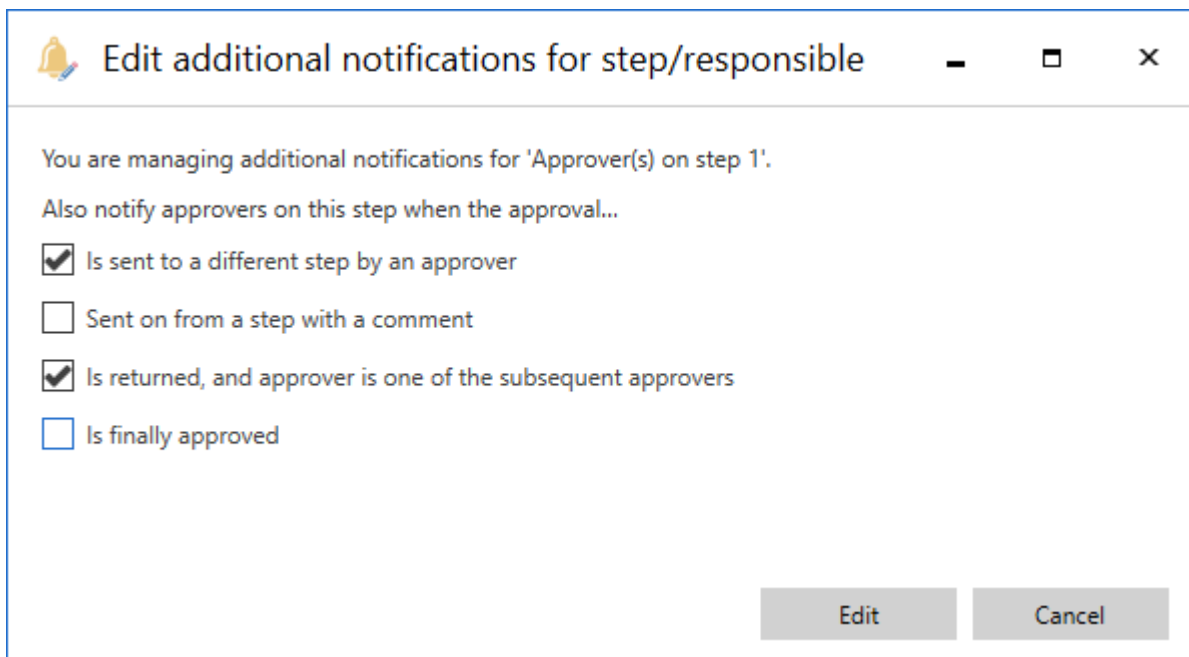 Edit additional notifications for step/responsible
You are managing additional notifications for 'Approver(s) on step 1'.
Also notify approvers on this step when the approval...
Is sent to a different step by an approver
Sent on from a step with a comment
Is returned, and approver is one of the subsequent approvers
Is finally approved
Edit Cancel